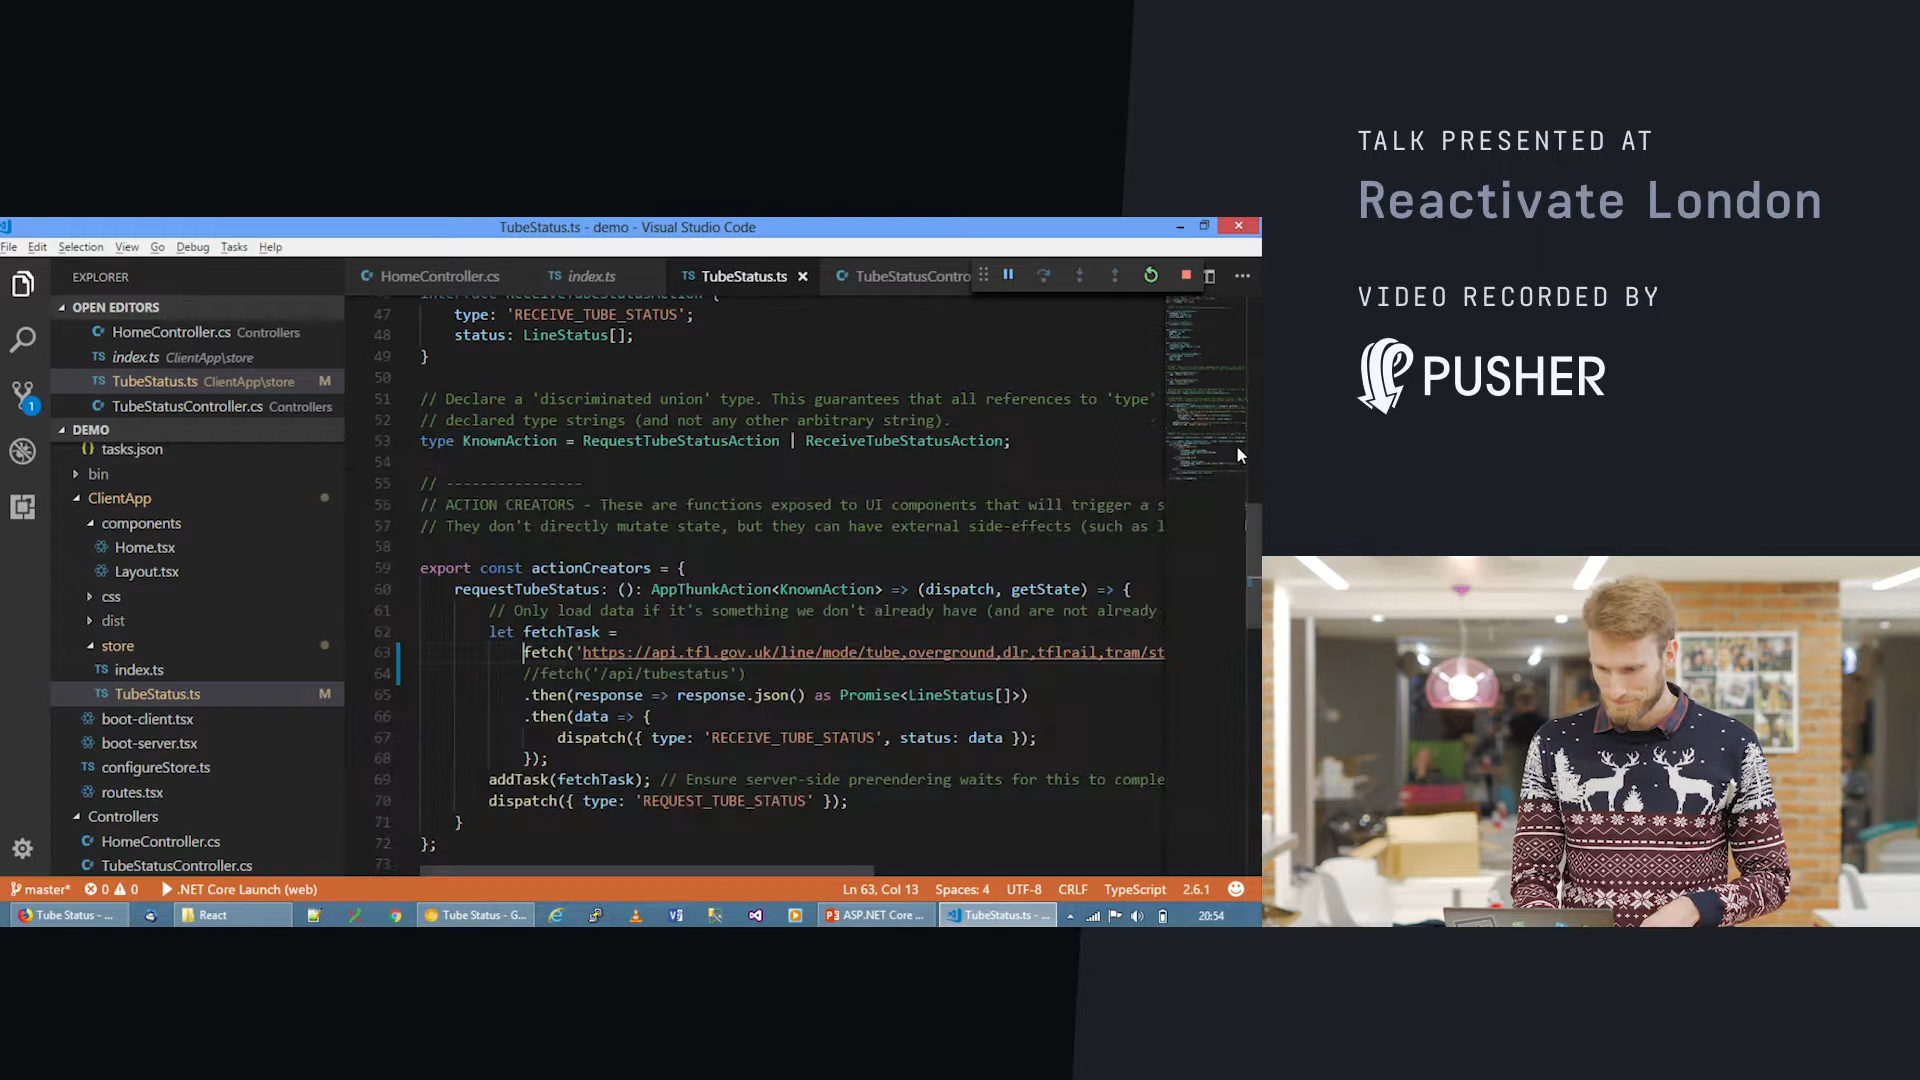 TALK PRESENTED AT
Reactivate London
VIDEO RECORDED BY
PUSHER
TubeStatus.ts - demo - Visual Studio Code
File Edit Selection View Go Debug Tasks Help
EXPLORER
HomeController.cs
index.ts
TubeStatus.ts
TubeStatusContro
OPEN EDITORS
HomeController.cs Controllers
index.ts ClientApp\store
TubeStatus.ts ClientApp\store M
TubeStatusController.cs Controllers
DEMO
tasks.json
bin
ClientApp
components
Home.tsx
Layout.tsx
css
dist
store
index.ts
TubeStatus.ts M
boot-client.tsx
boot-server.tsx
configureStore.ts
routes.tsx
Controllers
HomeController.cs
TubeStatusController.cs
1
47 type: 'RECEIVE_TUBE_STATUS';
48 status: LineStatus[];
49 }
50
51 // Declare a 'discriminated union' type. This guarantees that all references to 'type'
52 // declared type strings (and not any other arbitrary string).
53 type KnownAction = RequestTubeStatusAction | ReceiveTubeStatusAction;
54
55 // ----------------
56 // ACTION CREATORS - These are functions exposed to UI components that will trigger a s
57 // They don't directly mutate state, but they can have external side-effects (such as l
58
59 export const actionCreators = {
60 requestTubeStatus: (): AppThunkAction<KnownAction> => (dispatch, getState) => {
61 // Only load data if it's something we don't already have (and are not already
62 let fetchTask =
63 fetch('https://api.tfl.gov.uk/line/mode/tube,overground,dlr,tflrail,tram/st
64 //fetch('/api/tubestatus')
65 .then(response => response.json() as Promise<LineStatus[]>)
66 .then(data => {
67 dispatch({ type: 'RECEIVE_TUBE_STATUS', status: data });
68 });
69 addTask(fetchTask); // Ensure server-side prerendering waits for this to comple
70 dispatch({ type: 'REQUEST_TUBE_STATUS' });
71 }
72 };
73
master* 0 0 .NET Core Launch (web) Ln 63, Col 13 Spaces: 4 UTF-8 CRLF TypeScript 2.6.1
Tube Status - ... React Tube Status - G... ASP.NET Core ... TubeStatus.ts - ... 20:54